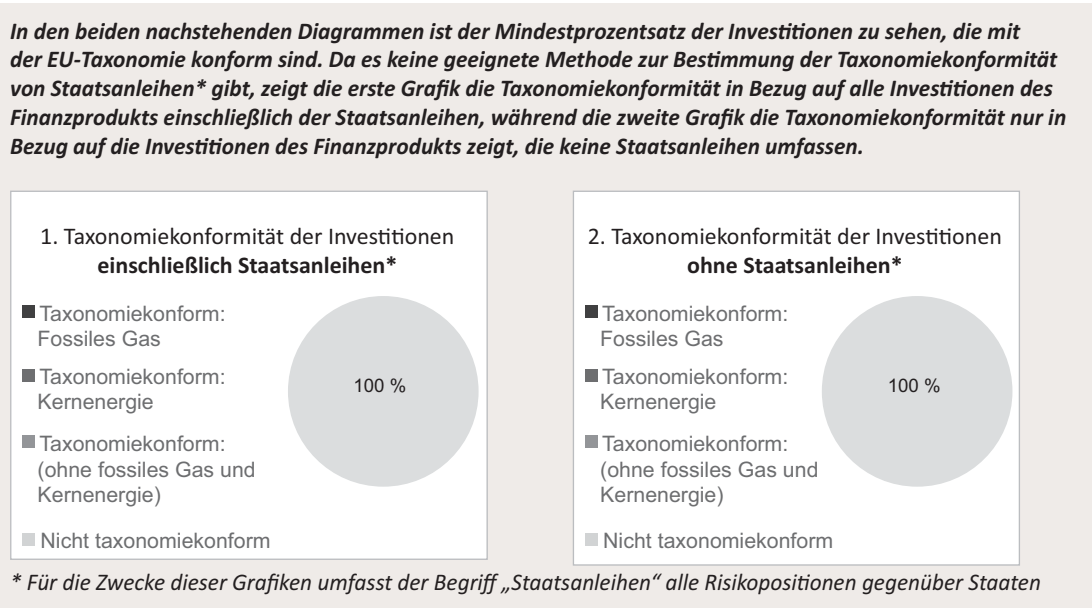 In den beiden nachstehenden Diagrammen ist der Mindestprozentsatz der Investitionen zu sehen, die mit
der EU-Taxonomie konform sind. Da es keine geeignete Methode zur Bestimmung der Taxonomiekonformität
von Staatsanleihen* gibt, zeigt die erste Grafik die Taxonomiekonformität in Bezug auf alle Investitionen des
Finanzprodukts einschließlich der Staatsanleihen, während die zweite Grafik die Taxonomiekonformität nur in
Bezug auf die Investitionen des Finanzprodukts zeigt, die keine Staatsanleihen umfassen.
1. Taxonomiekonformität der Investitionen
einschließlich Staatsanleihen*
Taxonomiekonform:
Fossiles Gas
Taxonomiekonform:
Kernenergie
Taxonomiekonform:
(ohne fossiles Gas und
Kernenergie)
Nicht taxonomiekonform
100 %
2. Taxonomiekonformität der Investitionen
ohne Staatsanleihen*
Taxonomiekonform:
Fossiles Gas
Taxonomiekonform:
Kernenergie
Taxonomiekonform:
(ohne fossiles Gas und
Kernenergie)
Nicht taxonomiekonform
100 %
* Für die Zwecke dieser Grafiken umfasst der Begriff „Staatsanleihen“ alle Risikopositionen gegenüber Staaten